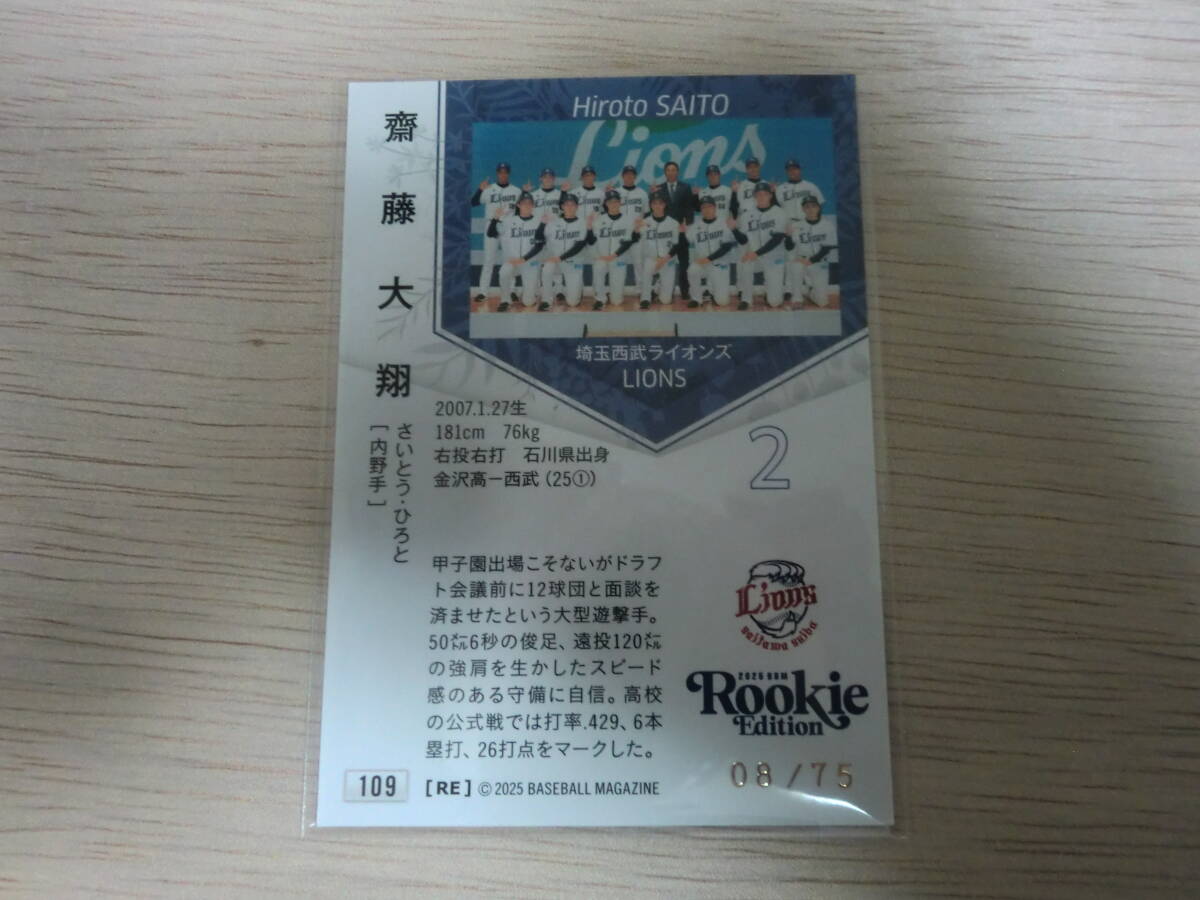 齋藤大翔
さいとう・ひろと
[内野手]
Hiroto SAITO
Lions
埼玉西武ライオンズ
LIONS
2007.1.27生
181cm 76kg
右投右打 石川県出身
金沢高－西武（25①）
2
甲子園出場こそないがドラフ
ト会議前に12球団と面談を
済ませたという大型遊撃手。
50㍍6秒の俊足、遠投120㍍
の強肩を生かしたスピード
感のある守備に自信。高校
の公式戦では打率.429、6本
塁打、26打点をマークした。
Lions
saitama seibu
BBM
Rookie
Edition
08/75
109
[RE] © 2025 BASEBALL MAGAZINE